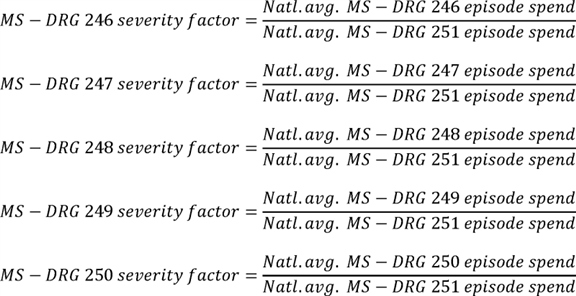 MS − DRG 246 severity factor = Natl.avg. MS − DRG 246 episode spend / Natl.avg. MS − DRG 251 episode spend
MS − DRG 247 severity factor = Natl.avg. MS − DRG 247 episode spend / Natl.avg. MS − DRG 251 episode spend
MS − DRG 248 severity factor = Natl.avg. MS − DRG 248 episode spend / Natl.avg. MS − DRG 251 episode spend
MS − DRG 249 severity factor = Natl.avg. MS − DRG 249 episode spend / Natl.avg. MS − DRG 251 episode spend
MS − DRG 250 severity factor = Natl.avg. MS − DRG 250 episode spend / Natl.avg. MS − DRG 251 episode spend